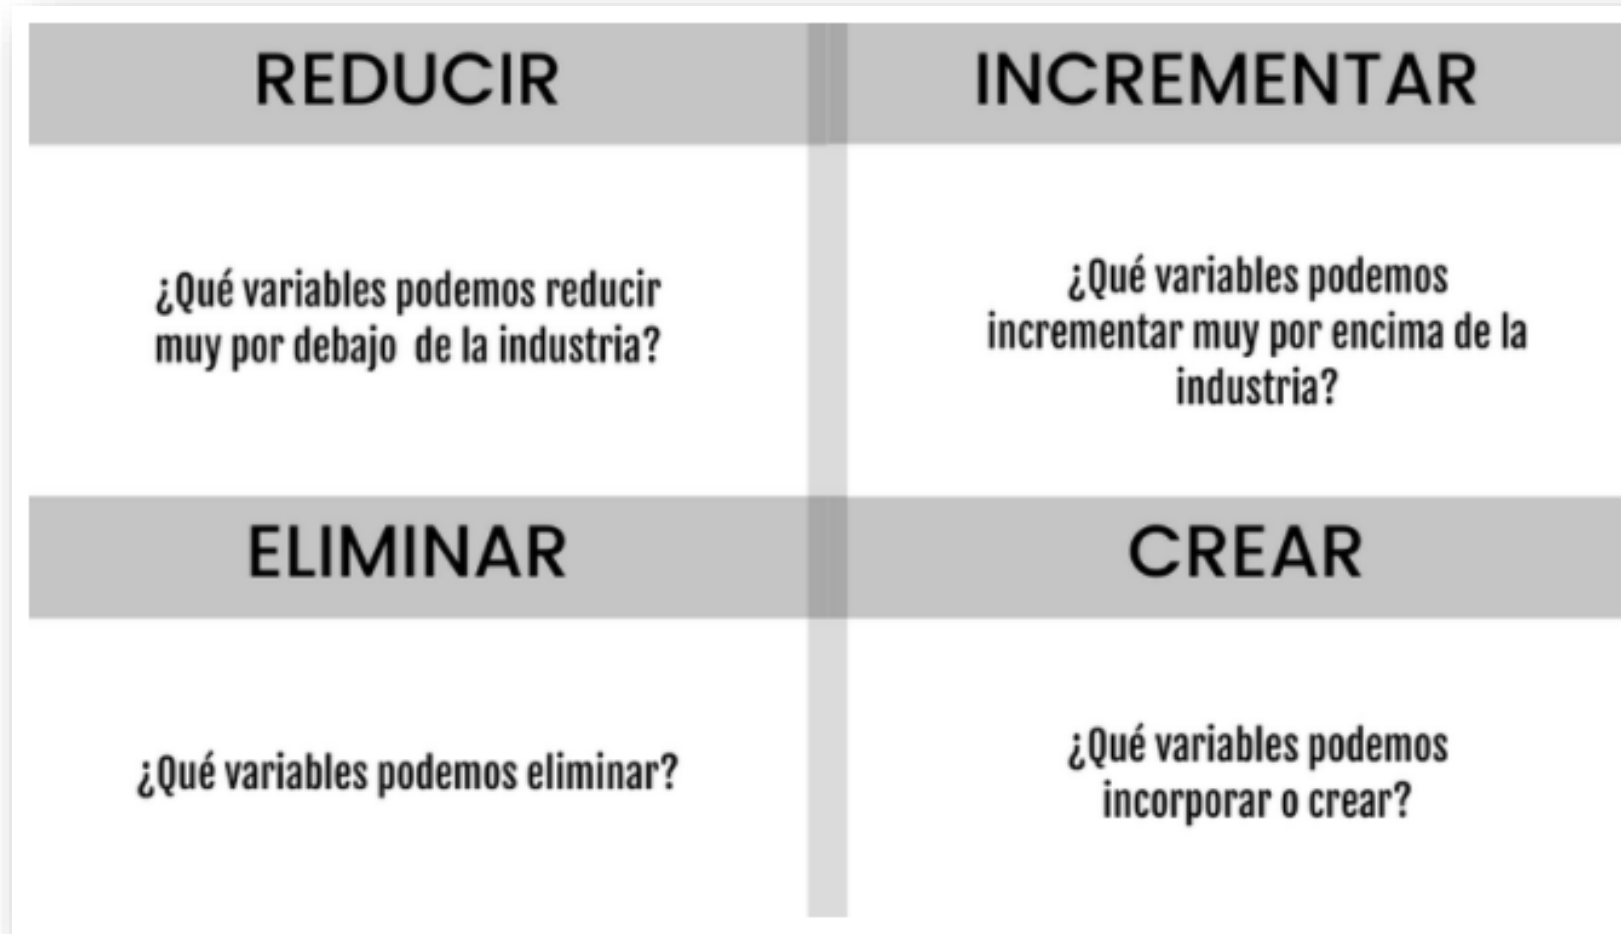 REDUCIR
¿Qué variables podemos reducir
muy por debajo de la industria?
INCREMENTAR
¿Qué variables podemos
incrementar muy por encima de la
industria?
ELIMINAR
¿Qué variables podemos eliminar?
CREAR
¿Qué variables podemos
incorporar o crear?